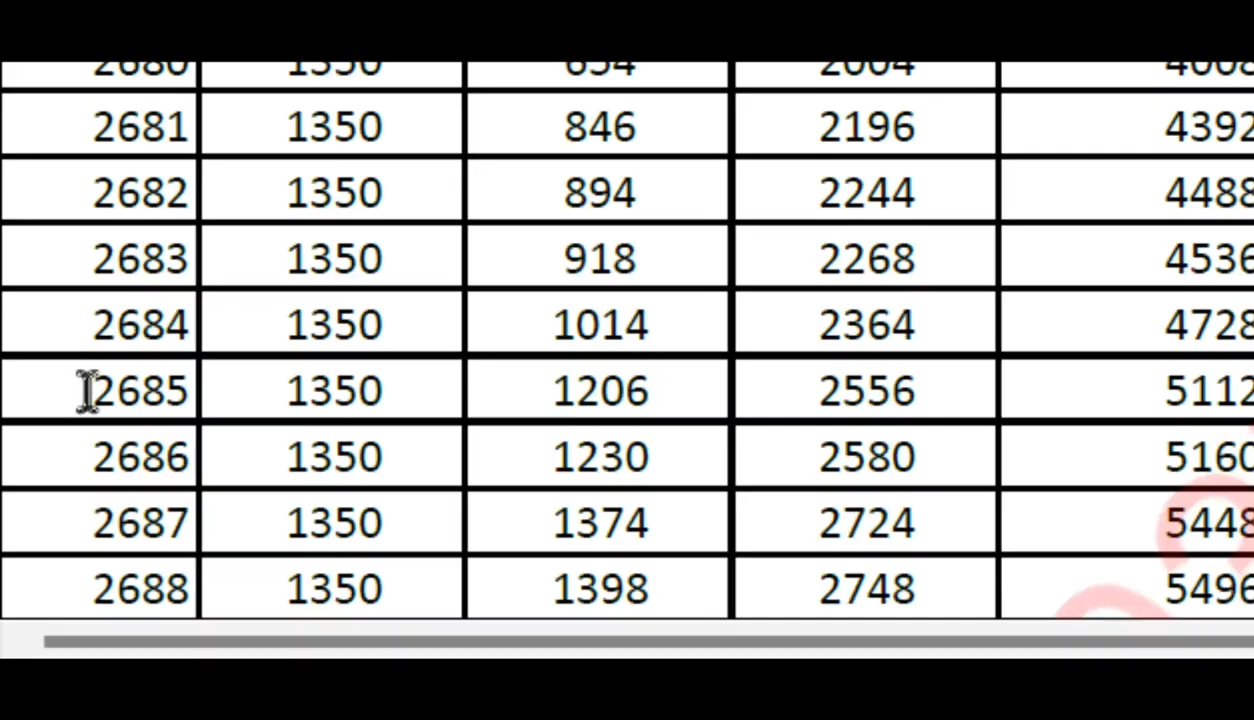 2680 1350 654 2004 4008
2681 1350 846 2196 4392
2682 1350 894 2244 4488
2683 1350 918 2268 4536
2684 1350 1014 2364 4728
2685 1350 1206 2556 5112
2686 1350 1230 2580 5160
2687 1350 1374 2724 5448
2688 1350 1398 2748 5496